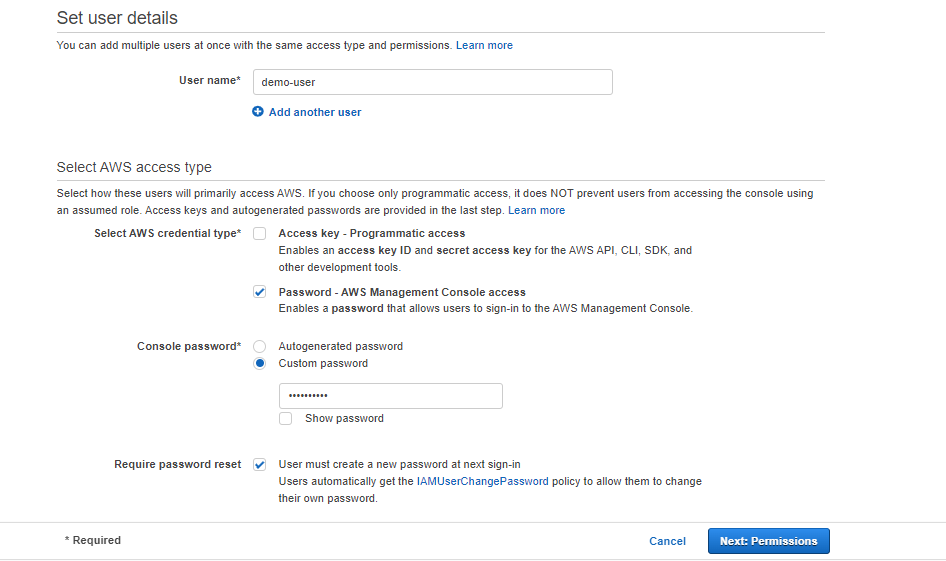 Set user details
You can add multiple users at once with the same access type and permissions. Learn more
User name*
demo-user
Add another user
Select AWS access type
Select how these users will primarily access AWS. If you choose only programmatic access, it does NOT prevent users from accessing the console using
an assumed role. Access keys and autogenerated passwords are provided in the last step. Learn more
Select AWS credential type*
Access key - Programmatic access
Enables an access key ID and secret access key for the AWS API, CLI, SDK, and
other development tools.
Password - AWS Management Console access
Enables a password that allows users to sign-in to the AWS Management Console.
Console password*
Autogenerated password
Custom password
••••••••••
Show password
Require password reset
User must create a new password at next sign-in
Users automatically get the IAMUserChangePassword policy to allow them to change
their own password.
* Required
Cancel
Next: Permissions